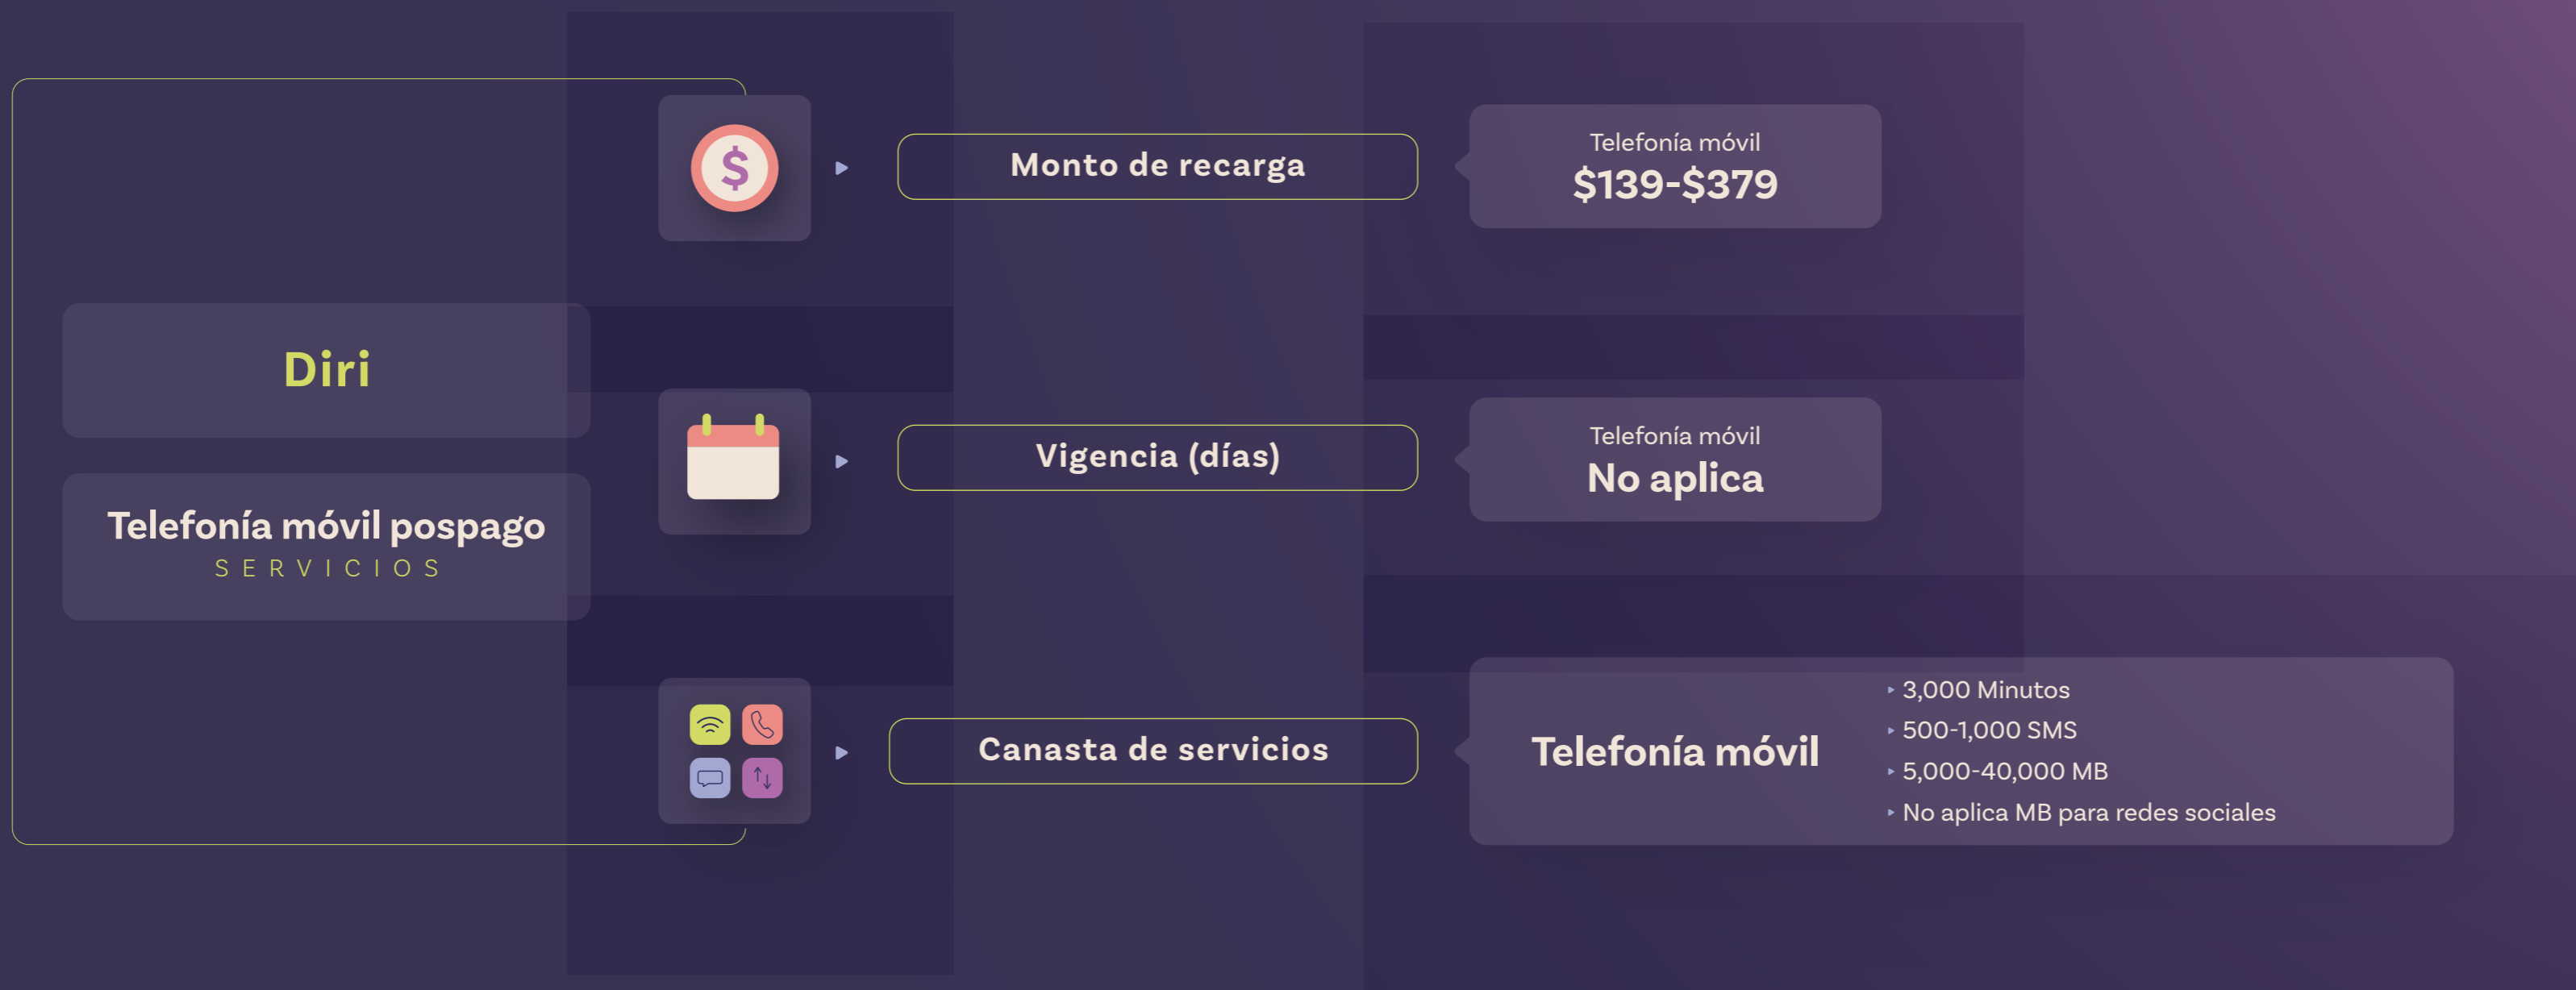 Diri
Telefonía móvil pospago
SERVICIOS
$
Monto de recarga
Telefonía móvil
$139-$379
Vigencia (días)
Telefonía móvil
No aplica
Canasta de servicios
Telefonía móvil
3,000 Minutos
500-1,000 SMS
5,000-40,000 MB
No aplica MB para redes sociales